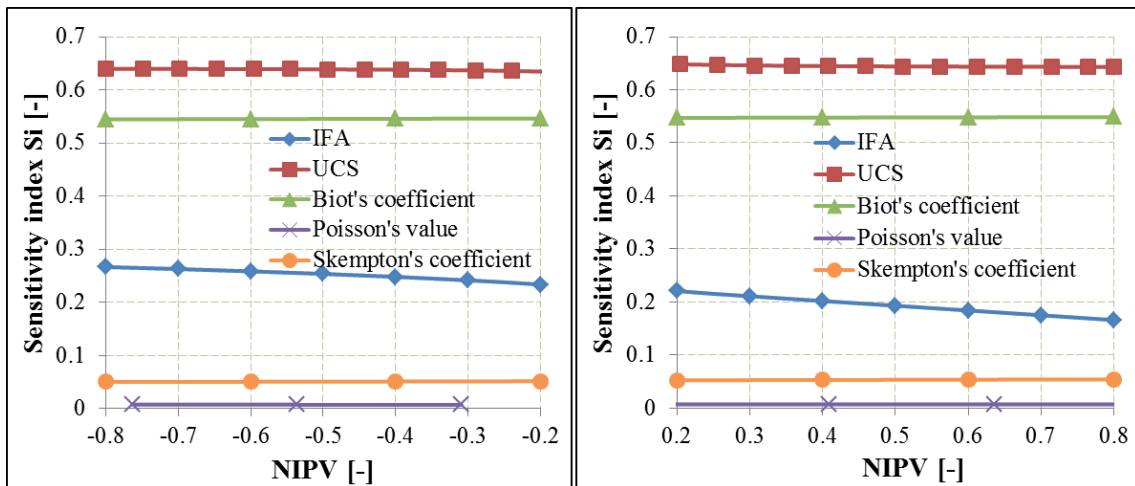 0.7
0.6
0.5
0.4
0.3
0.2
0.1
0
Sensitivity index Si [-]
IFA
UCS
Biot's coefficient
Poisson's value
Skempton's coefficient
-0.8 -0.7 -0.6 -0.5 -0.4 -0.3 -0.2
NIPV [-]
0.7
0.6
0.5
0.4
0.3
0.2
0.1
0
Sensitivity index Si [-]
IFA
UCS
Biot's coefficient
Poisson's value
Skempton's coefficient
0.2 0.3 0.4 0.5 0.6 0.7 0.8
NIPV [-]